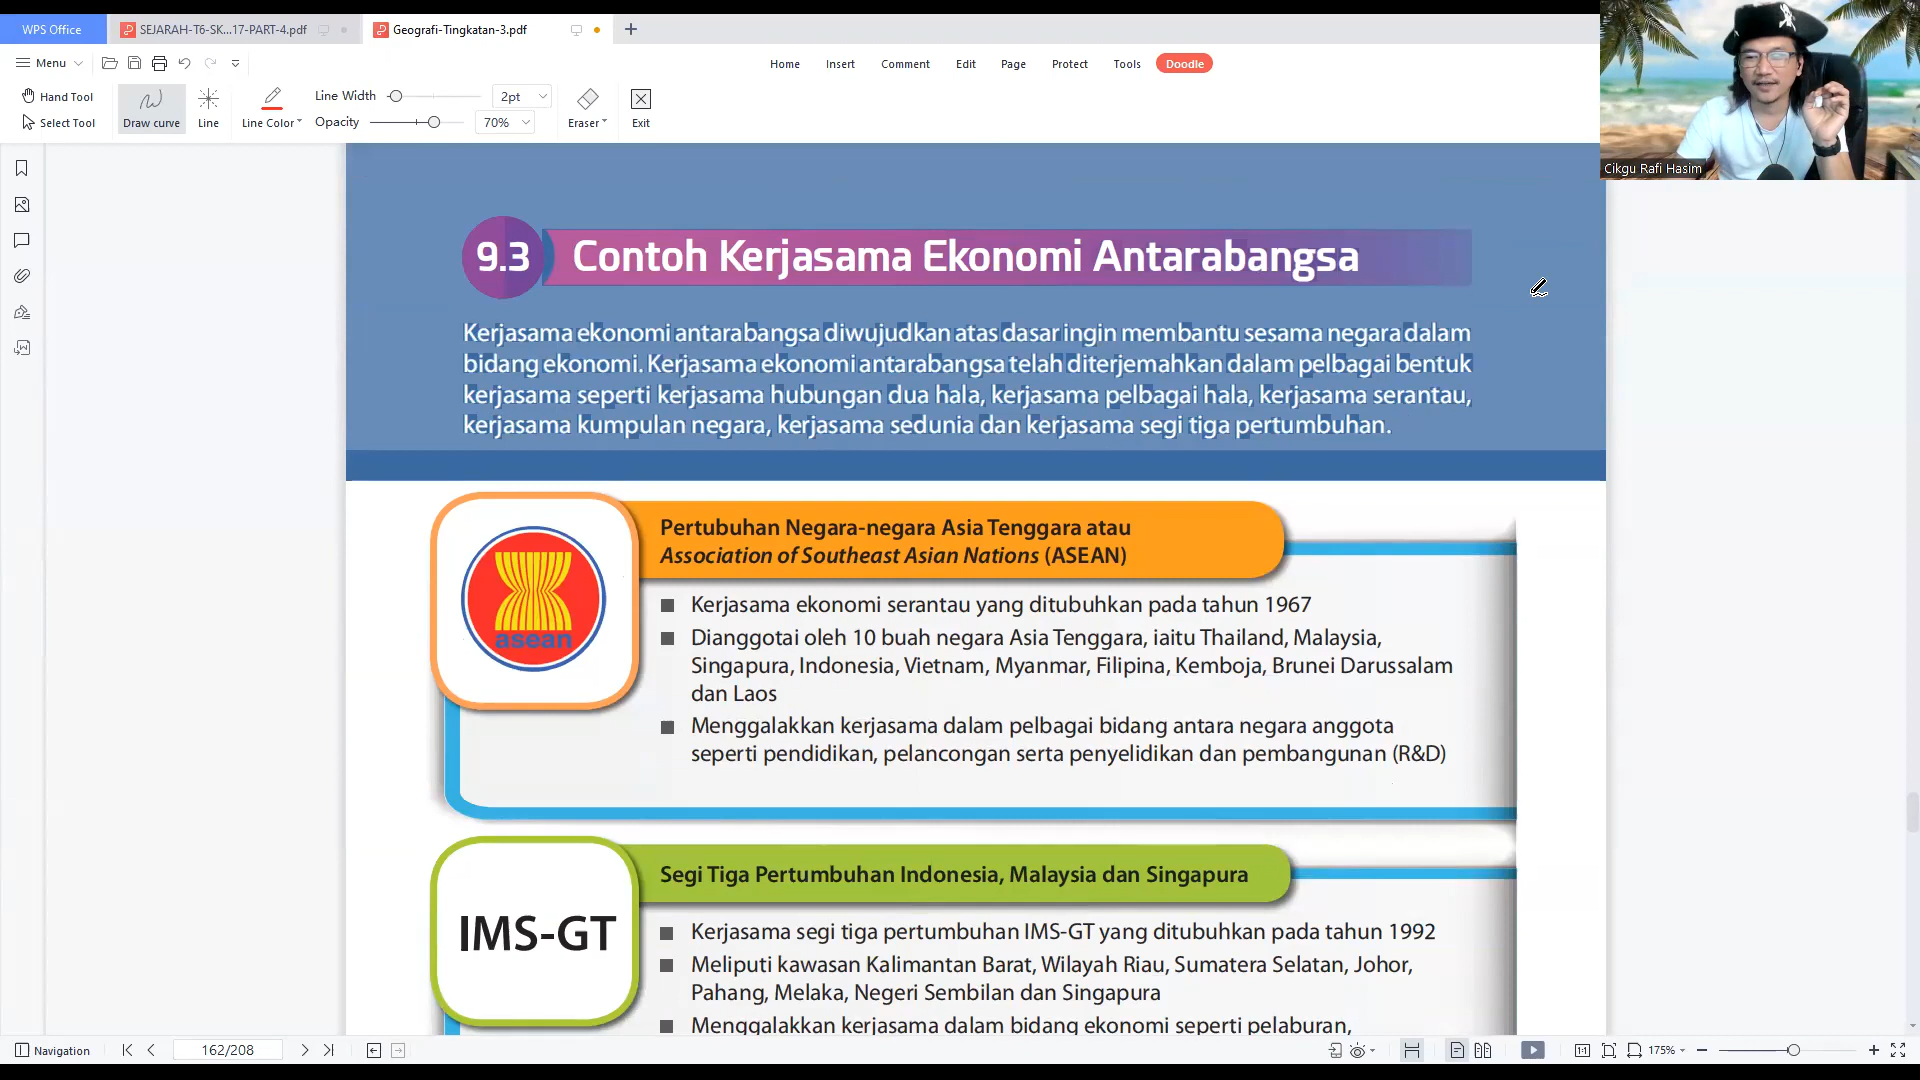 WPS Office
SEJARAH-T6-SK...17-PART-4.pdf
Geografi-Tingkatan-3.pdf
Menu
Home Insert Comment Edit Page Protect Tools Doodle
Hand Tool
Select Tool
Draw curve
Line
Line Color
Line Width
2pt
Opacity
70%
Eraser
Exit
Cikgu Rafi Hasim
9.3 Contoh Kerjasama Ekonomi Antarabangsa
Kerjasama ekonomi antarabangsa diwujudkan atas dasar ingin membantu sesama negara dalam
bidang ekonomi. Kerjasama ekonomi antarabangsa telah diterjemahkan dalam pelbagai bentuk
kerjasama seperti kerjasama hubungan dua hala, kerjasama pelbagai hala, kerjasama serantau,
kerjasama kumpulan negara, kerjasama sedunia dan kerjasama segi tiga pertumbuhan.
asean
Pertubuhan Negara-negara Asia Tenggara atau
Association of Southeast Asian Nations (ASEAN)
Kerjasama ekonomi serantau yang ditubuhkan pada tahun 1967
Dianggotai oleh 10 buah negara Asia Tenggara, iaitu Thailand, Malaysia,
Singapura, Indonesia, Vietnam, Myanmar, Filipina, Kemboja, Brunei Darussalam
dan Laos
Menggalakkan kerjasama dalam pelbagai bidang antara negara anggota
seperti pendidikan, pelancongan serta penyelidikan dan pembangunan (R&D)
IMS-GT
Segi Tiga Pertumbuhan Indonesia, Malaysia dan Singapura
Kerjasama segi tiga pertumbuhan IMS-GT yang ditubuhkan pada tahun 1992
Meliputi kawasan Kalimantan Barat, Wilayah Riau, Sumatera Selatan, Johor,
Pahang, Melaka, Negeri Sembilan dan Singapura
Menggalakkan kerjasama dalam bidang ekonomi seperti pelaburan,
Navigation
162/208
175%